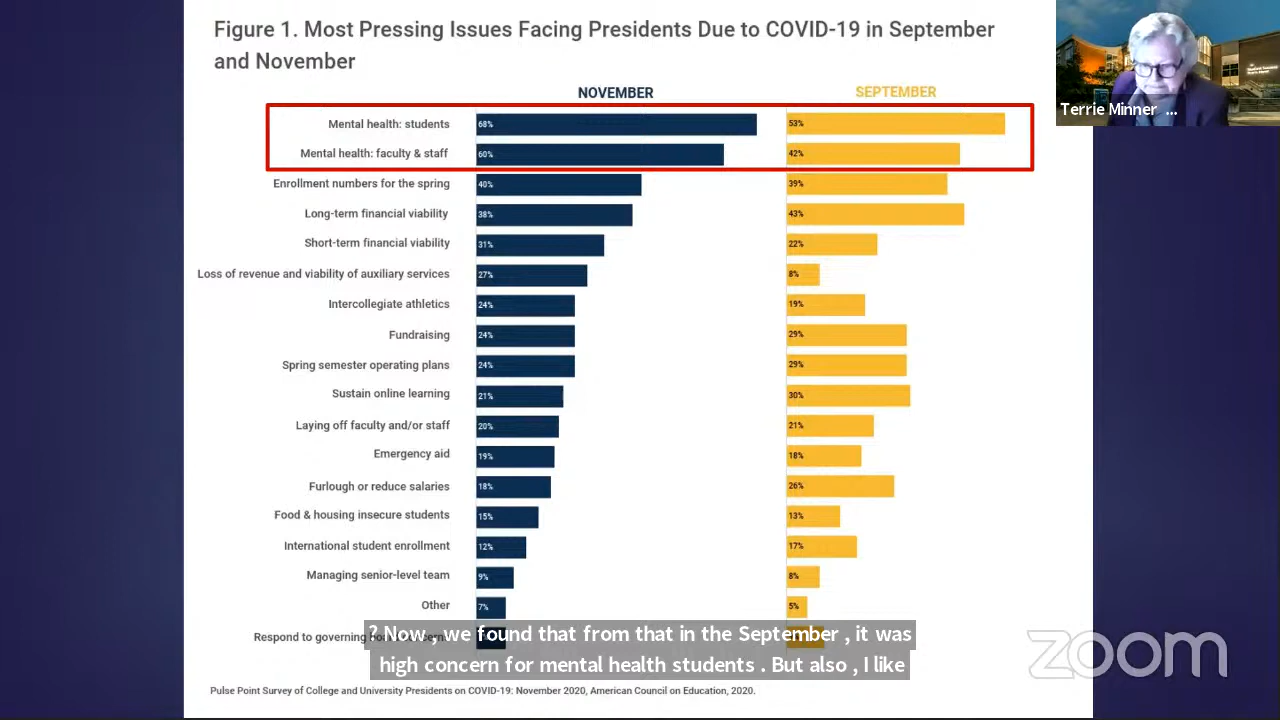 Figure 1. Most Pressing Issues Facing Presidents Due to COVID-19 in September
and November
Terrie Minner ...
NOVEMBER SEPTEMBER
Mental health: students 68% 53%
Mental health: faculty & staff 60% 42%
Enrollment numbers for the spring 40% 39%
Long-term financial viability 38% 43%
Short-term financial viability 31% 22%
Loss of revenue and viability of auxiliary services 27% 8%
Intercollegiate athletics 24% 19%
Fundraising 24% 29%
Spring semester operating plans 24% 29%
Sustain online learning 21% 30%
Laying off faculty and/or staff 20% 21%
Emergency aid 19% 18%
Furlough or reduce salaries 18% 26%
Food & housing insecure students 15% 13%
International student enrollment 12% 17%
Managing senior-level team 9% 8%
Other 7% 5%
Respond to governing
? Now , we found that from that in the September , it was
high concern for mental health students . But also , I like
zoom
Pulse Point Survey of College and University Presidents on COVID-19: November 2020, American Council on Education, 2020.